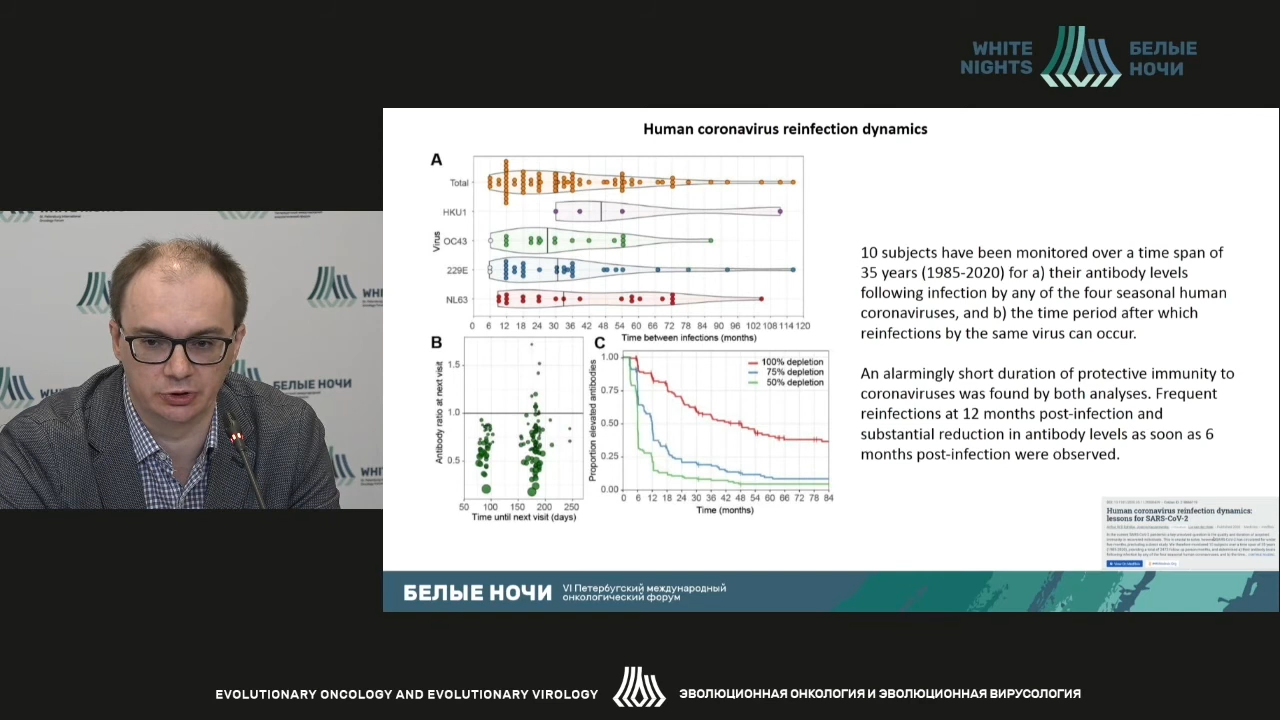 WHITE NIGHTS
БЕЛЫЕ НОЧИ
Human coronavirus reinfection dynamics
A
Virus
Total
HKU1
OC43
229E
NL63
0 6 12 18 24 30 36 42 48 54 60 66 72 78 84 90 96 102 108 114 120
Time between infections (months)
B
Antibody ratio at next visit
1.5
1.0
0.5
50 100 150 200 250
Time until next visit (days)
C
Proportion elevated antibodies
1.00
0.75
0.50
0.25
0.00
100% depletion
75% depletion
50% depletion
0 6 12 18 24 30 36 42 48 54 60 66 72 78 84
Time (months)
10 subjects have been monitored over a time span of
35 years (1985-2020) for a) their antibody levels
following infection by any of the four seasonal human
coronaviruses, and b) the time period after which
reinfections by the same virus can occur.
An alarmingly short duration of protective immunity to
coronaviruses was found by both analyses. Frequent
reinfections at 12 months post-infection and
substantial reduction in antibody levels as soon as 6
months post-infection were observed.
Human coronavirus reinfection dynamics:
lessons for SARS-CoV-2
БЕЛЫЕ НОЧИ
VI Петербугский международный
онкологический форум
БЕЛЫЕ НОЧИ
EVOLUTIONARY ONCOLOGY AND EVOLUTIONARY VIROLOGY
ЭВОЛЮЦИОННАЯ ОНКОЛОГИЯ И ЭВОЛЮЦИОННАЯ ВИРУСОЛОГИЯ